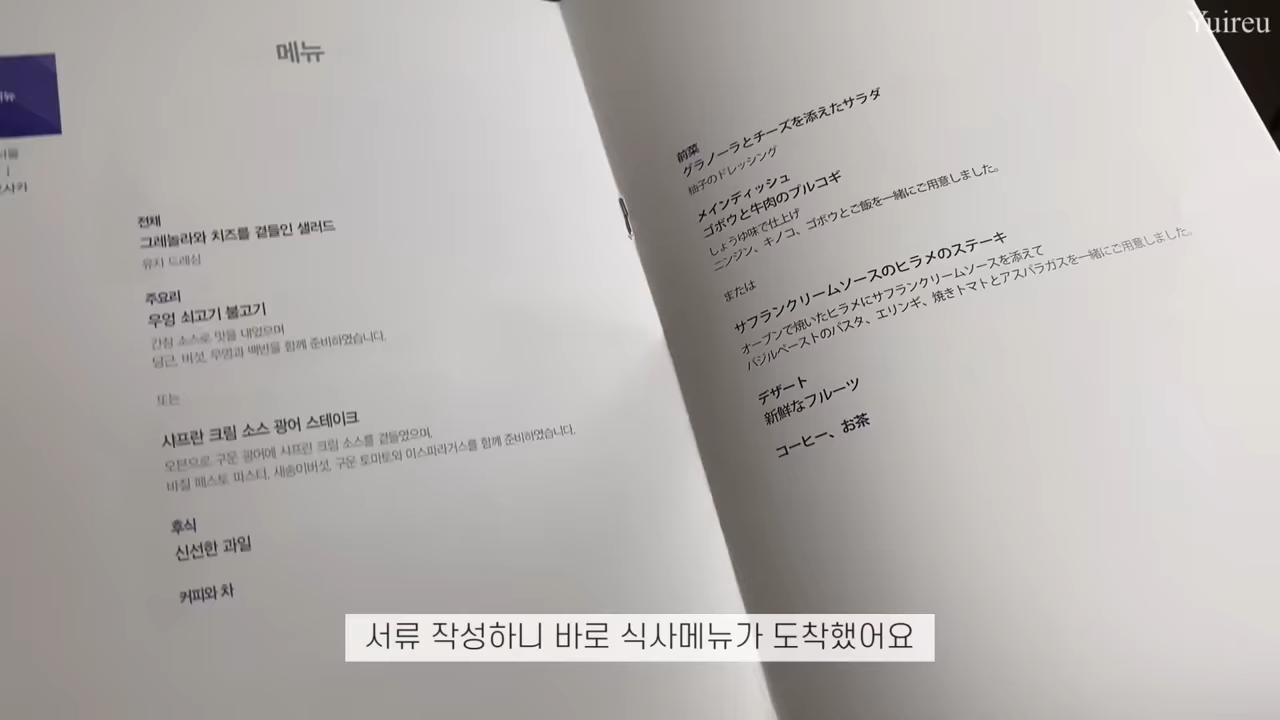 Yuireu
메뉴
전채
그레놀라와 치즈를 곁들인 샐러드
유자 드레싱
주요리
우엉 쇠고기 불고기
간장 소스로 맛을 내었으며
당근, 버섯, 우엉과 백반을 함께 준비하였습니다.
또는
사프란 크림 소스 광어 스테이크
오븐으로 구운 광어에 사프란 크림 소스를 곁들였으며,
바질 페스토 파스타, 새송이버섯, 구운 토마토와 아스파라거스를 함께 준비하였습니다.
후식
신선한 과일
커피와 차
前菜
グラノーラとチーズを添えたサラダ
柚子のドレッシング
メインディッシュ
ゴボウと牛肉のプルコギ
しょうゆ味で仕上げ
ニンジン、キノコ、ゴボウとご飯を一緒にご用意しました。
または
サフランクリームソースのヒラメのステーキ
オーブンで焼いたヒラメにサフランクリームソースを添えて
バジルペーストのパスタ、エリンギ、焼きトマトとアスパラガスを一緒にご用意しました。
デザート
新鮮なフルーツ
コーヒー、お茶
서류 작성하니 바로 식사메뉴가 도착했어요